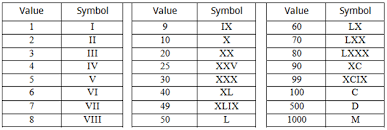 Value Symbol Value Symbol Value Symbol
1 I 9 IX 60 LX
2 II 10 X 70 LXX
3 III 20 XX 80 LXXX
4 IV 25 XXV 90 XC
5 V 30 XXX 99 XCIX
6 VI 40 XL 100 C
7 VII 49 XLIX 500 D
8 VIII 50 L 1000 M